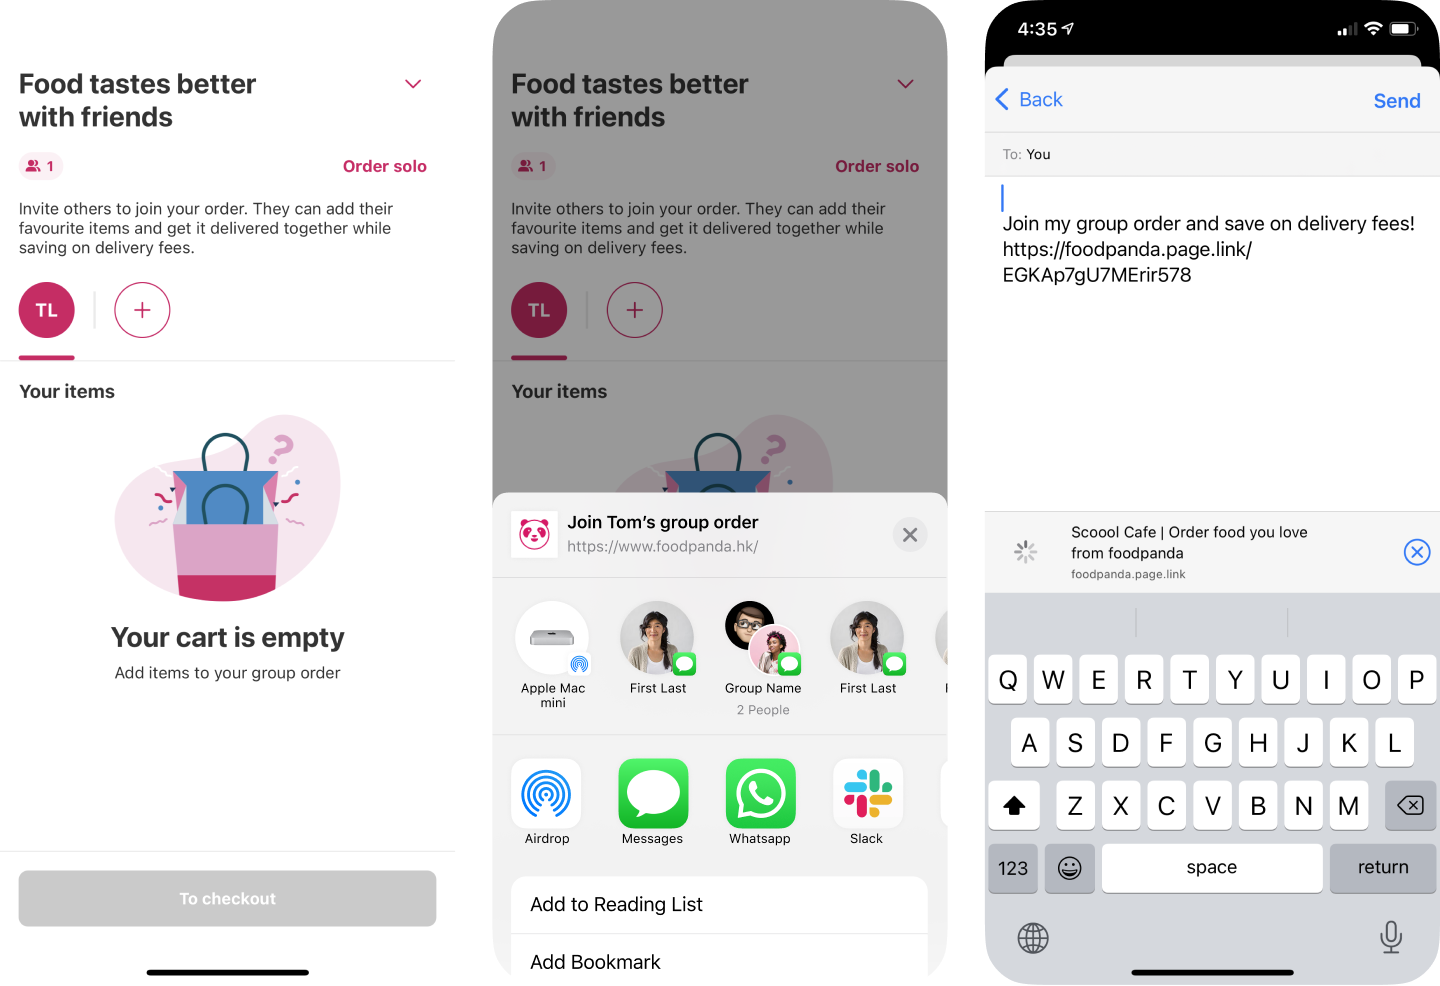 Food tastes better
with friends
1
Order solo
Invite others to join your order. They can add their
favourite items and get it delivered together while
saving on delivery fees.
TL
Your items
Your cart is empty
Add items to your group order
To checkout
Food tastes better
with friends
1
Order solo
Invite others to join your order. They can add their
favourite items and get it delivered together while
saving on delivery fees.
TL
Your items
Join Tom's group order
https://www.foodpanda.hk/
Apple Mac
mini
First Last
Group Name
2 People
First Last
Airdrop
Messages
Whatsapp
Slack
Add to Reading List
Add Bookmark
4:35
Back
Send
To: You
Join my group order and save on delivery fees!
https://foodpanda.page.link/
EGKAp7gU7MErir578
Scoool Cafe | Order food you love
from foodpanda
foodpanda.page.link
Q W E R T Y U I O P
A S D F G H J K L
Z X C V B N M
123 space return